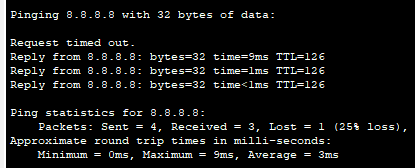 Pinging 8.8.8.8 with 32 bytes of data:
Request timed out.
Reply from 8.8.8.8: bytes=32 time=9ms TTL=126
Reply from 8.8.8.8: bytes=32 time=1ms TTL=126
Reply from 8.8.8.8: bytes=32 time<1ms TTL=126
Ping statistics for 8.8.8.8:
Packets: Sent = 4, Received = 3, Lost = 1 (25% loss),
Approximate round trip times in milli-seconds:
Minimum = 0ms, Maximum = 9ms, Average = 3ms